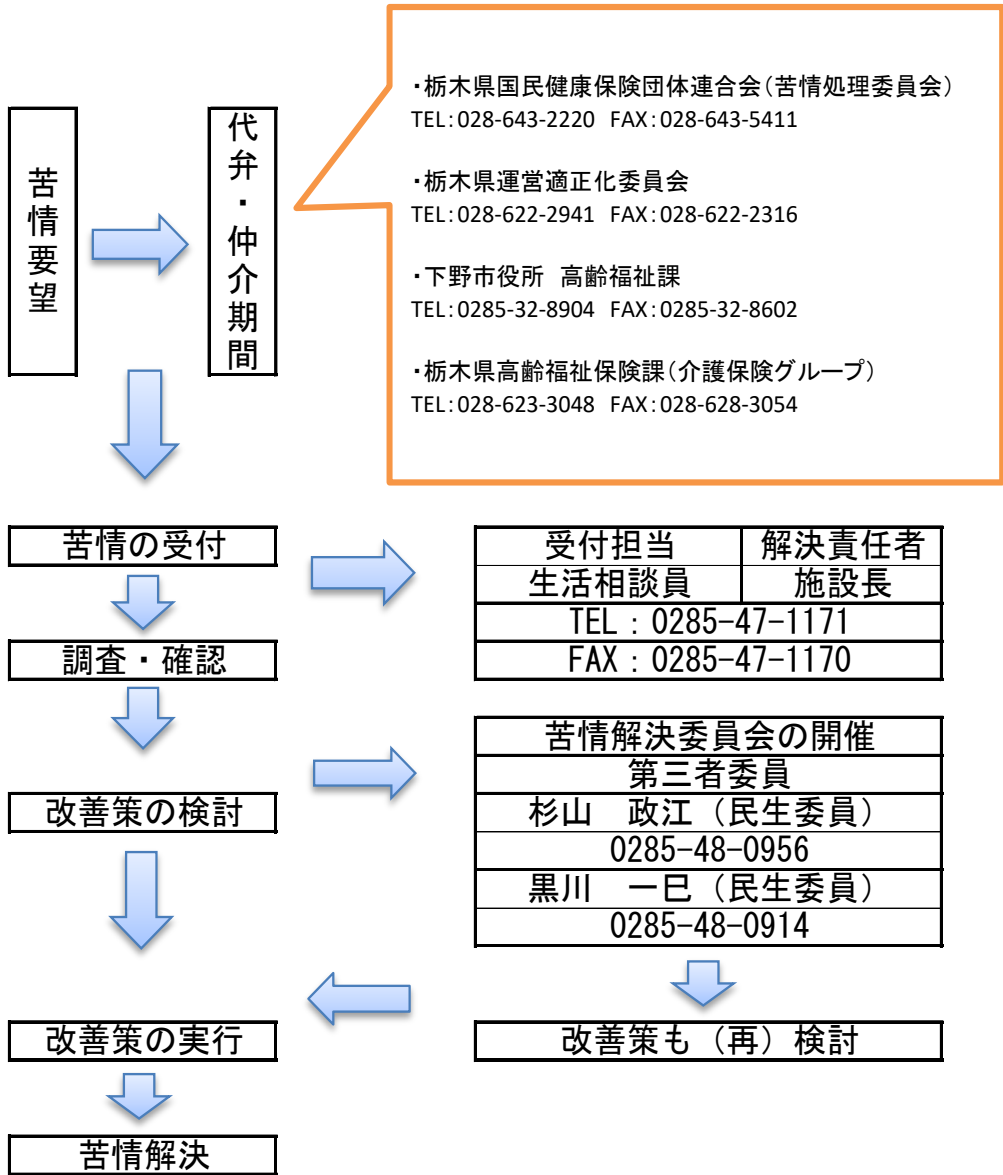 苦情要望
代弁・仲介期間
・栃木県国民健康保険団体連合会（苦情処理委員会）
TEL：028-643-2220 FAX：028-643-5411
・栃木県運営適正化委員会
TEL：028-622-2941 FAX：028-622-2316
・下野市役所 高齢福祉課
TEL：0285-32-8904 FAX：0285-32-8602
・栃木県高齢福祉保険課（介護保険グループ）
TEL：028-623-3048 FAX：028-628-3054
苦情の受付
受付担当 解決責任者
生活相談員 施設長
TEL：0285-47-1171
FAX：0285-47-1170
調査・確認
苦情解決委員会の開催
第三者委員
杉山　政江（民生委員）
0285-48-0956
黒川　一巳（民生委員）
0285-48-0914
改善策の検討
改善策の実行
改善策も（再）検討
苦情解決